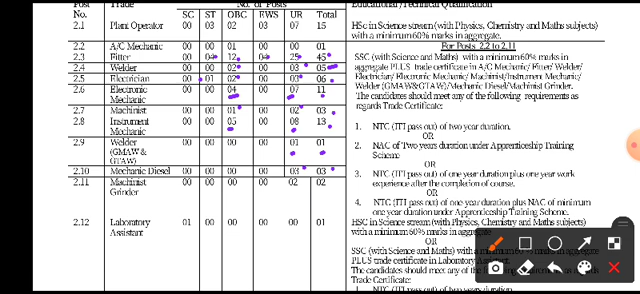 Post Trade No. of Posts Educational / Technical Qualification
No. SC ST OBC EWS UR Total
2.1 Plant Operator 00 03 02 03 07 15 HSc in Science stream (with Physics, Chemistry and Maths subjects)
with a minimum 60% marks in aggregate.
2.2 A/C Mechanic 00 00 01 00 00 01 For Posts 2.2 to 2.11
2.3 Fitter 00 04 12 04 25 45 SSC (with Science and Maths) with a minimum 60% marks in
2.4 Welder 00 00 02 00 03 05 aggregate PLUS trade certificate in A/C Mechanic/ Fitter/ Welder/
2.5 Electrician 00 01 02 00 03 06 Electrician/ Electronic Mechanic/ Machinist/Instrument Mechanic/
2.6 Electronic 00 00 04 00 07 11 Welder (GMAW&GTAW)/Mechanic Diesel/Machinist Grinder.
Mechanic The candidates should meet any of the following requirements as
2.7 Machinist 00 00 01 00 02 03 regards Trade Certificate:
2.8 Instrument 00 00 05 00 08 13
Mechanic 1. NTC (ITI pass out) of two year duration.
OR
2.9 Welder 00 00 00 00 01 01 2. NAC of Two years duration under Apprenticeship Training
(GMAW & Scheme
GTAW) OR
2.10 Mechanic Diesel 00 00 00 00 03 03 3. NTC (ITI pass out) of one year duration plus one year work
2.11 Machinist 00 00 00 00 02 02 experience after the completion of course.
Grinder OR
4. NTC (ITI pass out) of one year duration plus NAC of minimum
one year duration under Apprenticeship Training Scheme.
2.12 Laboratory 01 00 00 00 00 01 HSC in Science stream (with Physics, Chemistry and Maths subjects)
Assistant with a minimum 60% marks in aggregate
OR
SSC (with Science and Maths) with a
PLUS trade certificate in Laboratory
The candidates should meet any of the
Trade Certificate:
1. NTC (ITI pass out) of two years duration